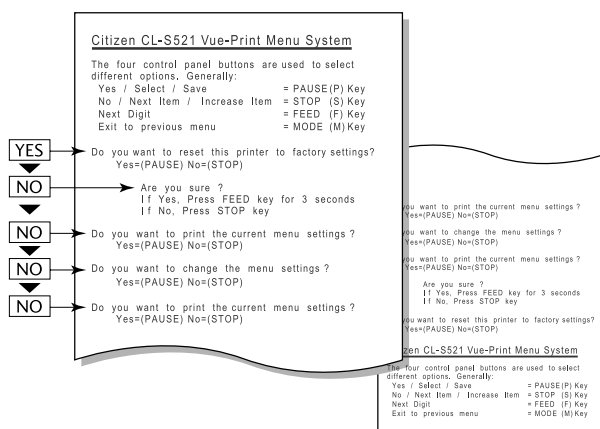 Citizen CL-S521 Vue-Print Menu System
The four control panel buttons are used to select
different options. Generally:
Yes / Select / Save = PAUSE(P) Key
No / Next Item / Increase Item = STOP (S) Key
Next Digit = FEED (F) Key
Exit to previous menu = MODE (M) Key
YES
Do you want to reset this printer to factory settings?
Yes=(PAUSE) No=(STOP)
NO
Are you sure ?
If Yes, Press FEED key for 3 seconds
If No, Press STOP key
NO
Do you want to print the current menu settings ?
Yes=(PAUSE) No=(STOP)
NO
Do you want to change the menu settings ?
Yes=(PAUSE) No=(STOP)
NO
Do you want to print the current menu settings ?
Yes=(PAUSE) No=(STOP)
you want to print the current menu settings ?
Yes=(PAUSE) No=(STOP)
you want to change the menu settings ?
Yes=(PAUSE) No=(STOP)
you want to print the current menu settings ?
Yes=(PAUSE) No=(STOP)
Are you sure ?
If Yes, Press FEED key for 3 seconds
If No, Press STOP key
you want to reset this printer to factory settings?
Yes=(PAUSE) No=(STOP)
zen CL-S521 Vue-Print Menu System
The four control panel buttons are used to select
different options. Generally:
Yes / Select / Save = PAUSE(P) Key
No / Next Item / Increase Item = STOP (S) Key
Next Digit = FEED (F) Key
Exit to previous menu = MODE (M) Key